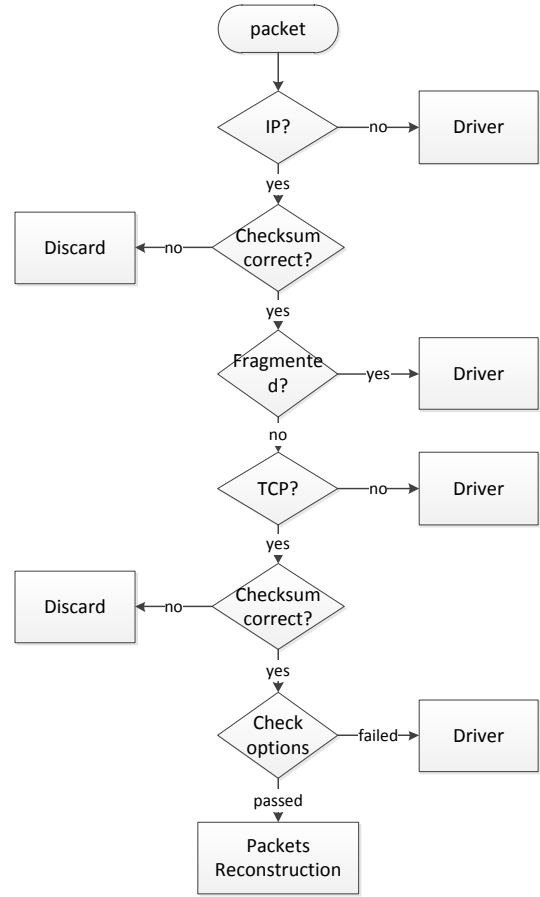 packet
IP?
no
Driver
yes
Discard
no
Checksum
correct?
yes
Fragmente
d?
yes
Driver
no
TCP?
no
Driver
yes
Discard
no
Checksum
correct?
yes
Check
options
failed
Driver
passed
Packets
Reconstruction